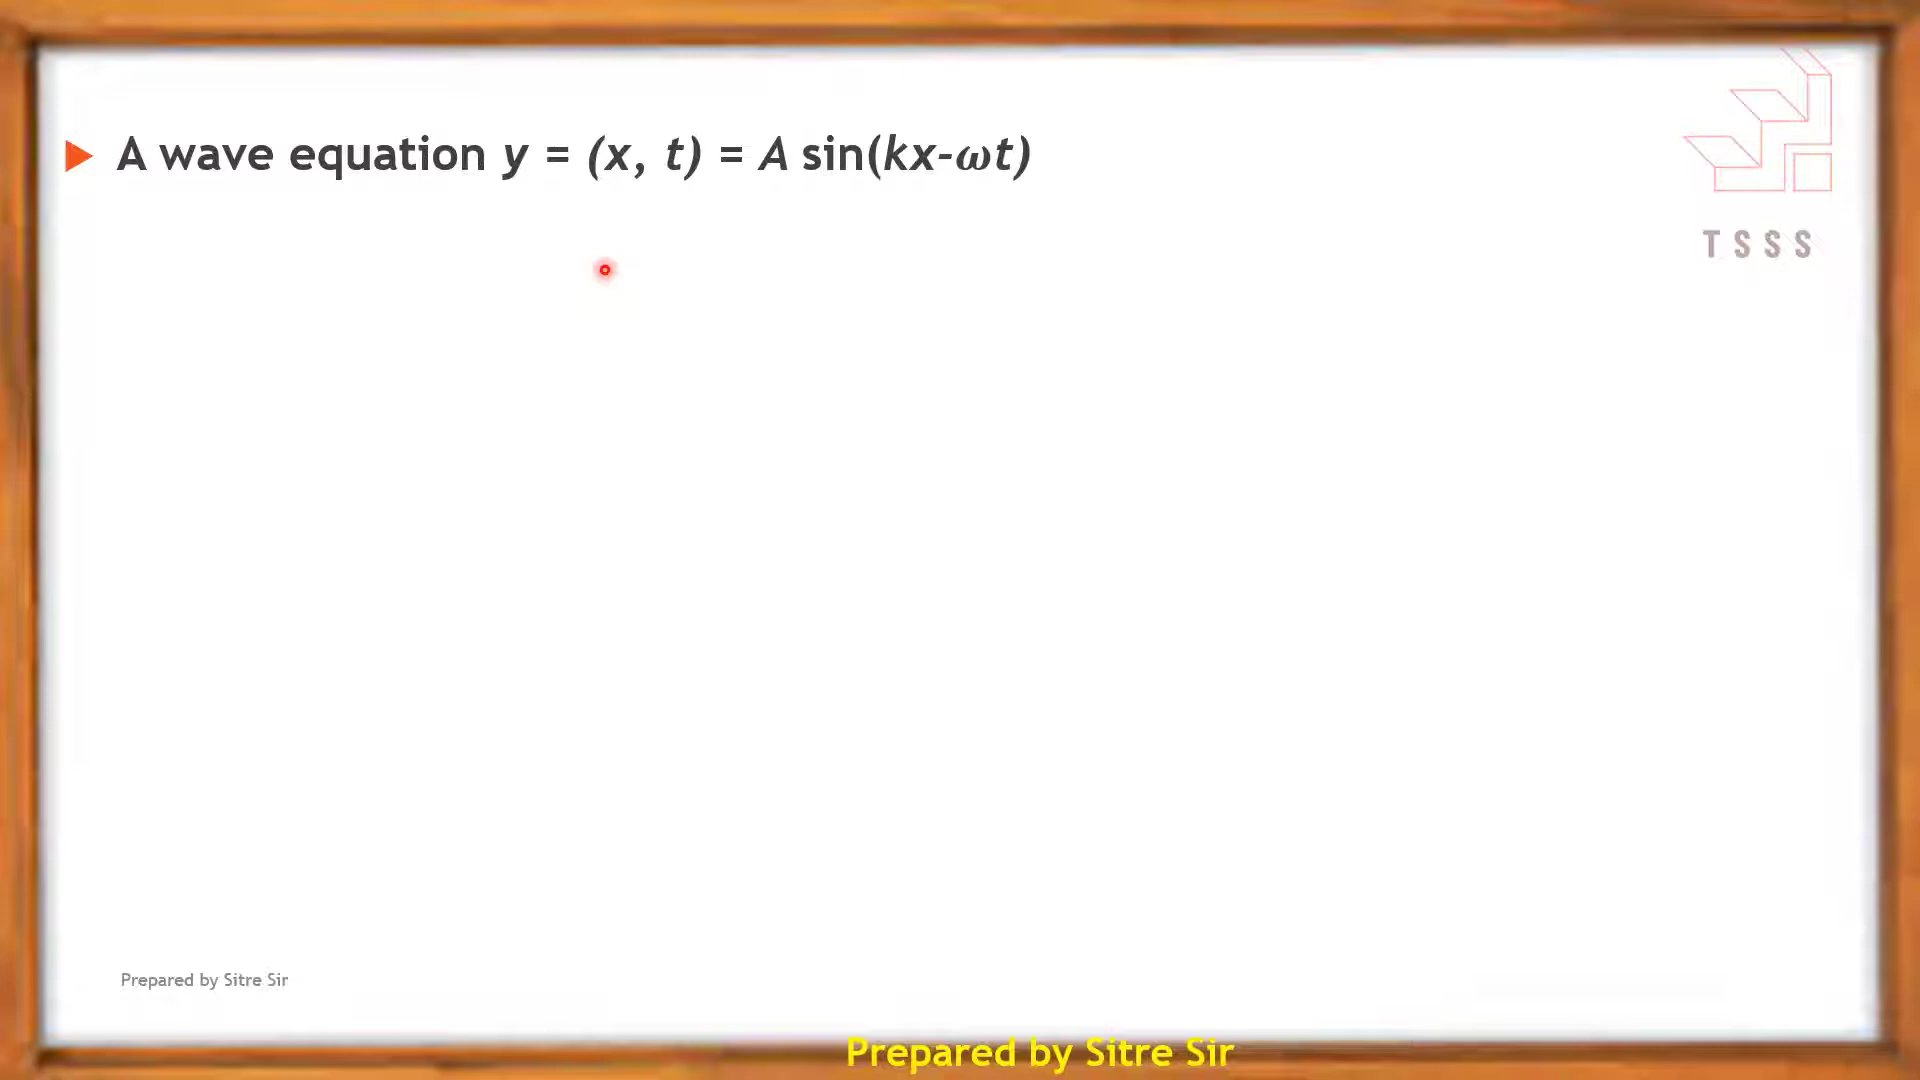 A wave equation y = (x, t) = A sin(kx-ωt)
TSSS
Prepared by Sitre Sir
Prepared by Sitre Sir